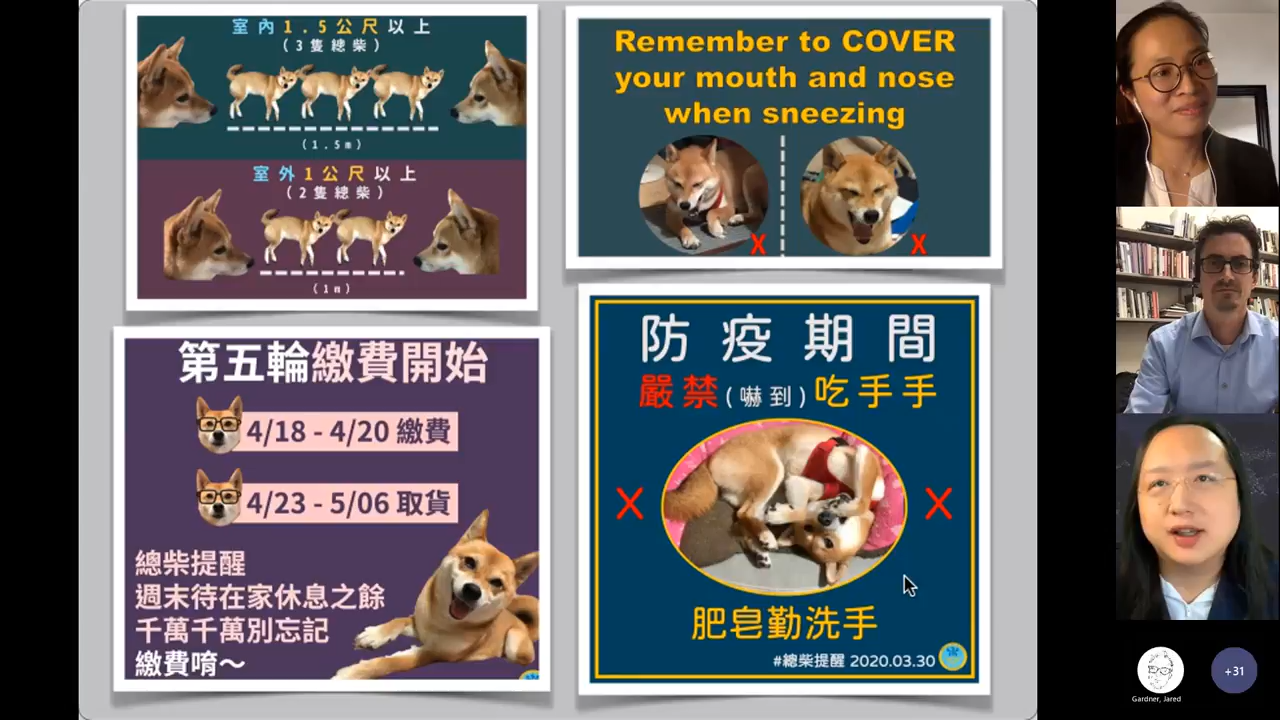 室內1.5公尺以上
(3隻總柴)
(1.5m)
室外1公尺以上
(2隻總柴)
(1m)
Remember to COVER
your mouth and nose
when sneezing
X X
第五輪繳費開始
4/18 - 4/20 繳費
4/23 - 5/06 取貨
總柴提醒
週末待在家休息之餘
千萬千萬別忘記
繳費唷～
防疫期間
嚴禁(嚇到)吃手手
X X
肥皂勤洗手
#總柴提醒 2020.03.30
Gardner, Jared
+31